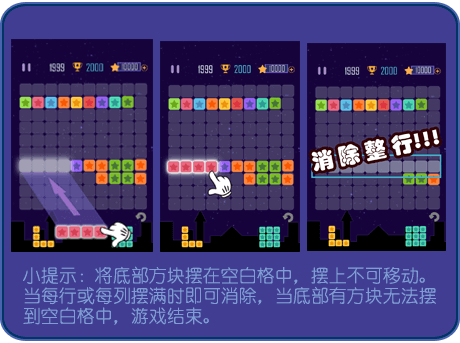 1999 2000 10000
1999 2000 10000
1999 2000 10000
消除整行!!!
小提示：将底部方块摆在空白格中，摆上不可移动。
当每行或每列摆满时即可消除，当底部有方块无法摆
到空白格中，游戏结束。